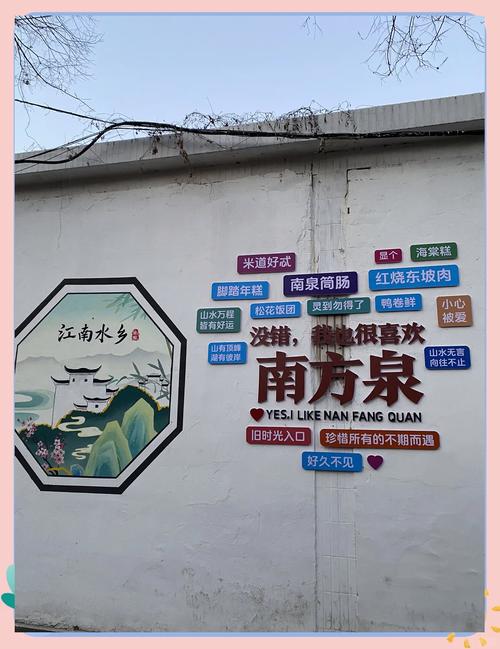 江南水乡
米道好忒
显个
海棠糕
脚踏年糕
南泉筒肠
红烧东坡肉
山水万程
皆有好运
松花饭团
灵到勿得了
鸭卷鲜
小心
被爱
没错，我也很喜欢
山有顶峰
湖有彼岸
南方泉
山水无言
向往不止
YES.I LIKE NAN FANG QUAN
旧时光入口
珍惜所有的不期而遇
好久不见